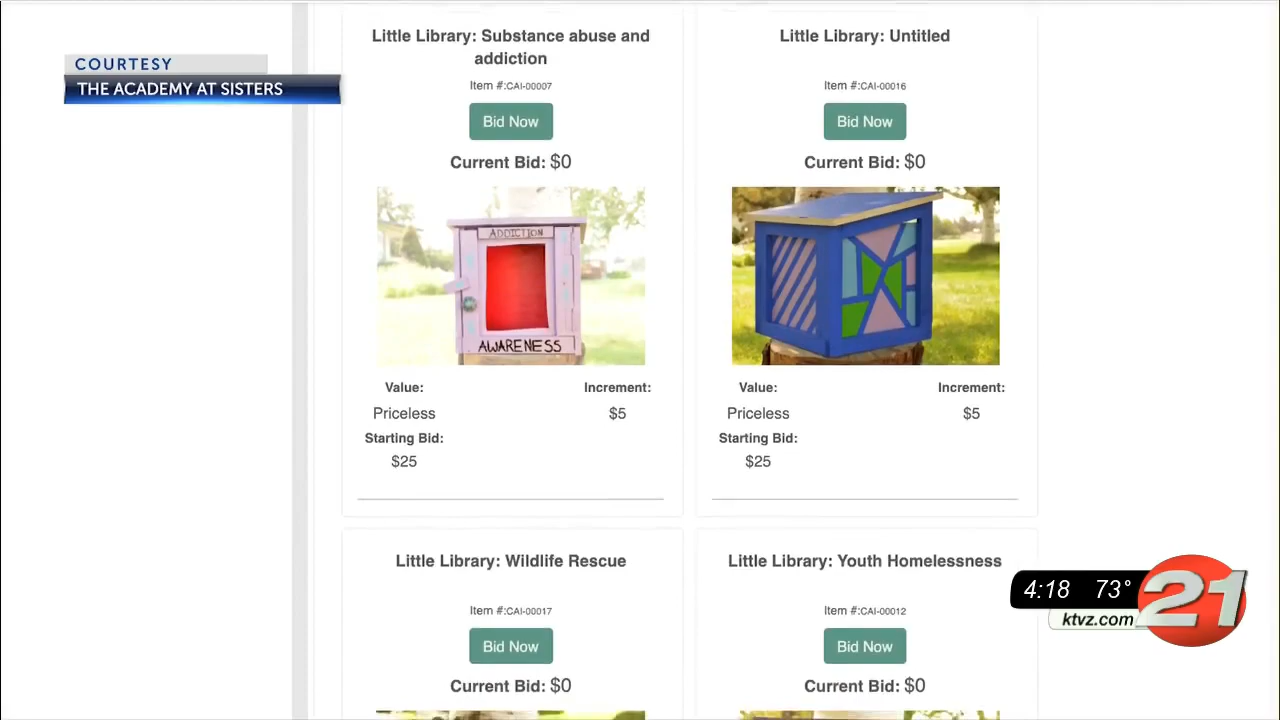 COURTESY
THE ACADEMY AT SISTERS
Little Library: Substance abuse and
addiction
Item #:CAI-00007
Bid Now
Current Bid: $0
ADDICTION
AWARENESS
Value:
Increment:
Priceless
$5
Starting Bid:
$25
Little Library: Untitled
Item #:CAI-00016
Bid Now
Current Bid: $0
Value:
Increment:
Priceless
$5
Starting Bid:
$25
Little Library: Wildlife Rescue
Item #:CAI-00017
Bid Now
Current Bid: $0
Little Library: Youth Homelessness
Item #:CAI-00012
Bid Now
Current Bid: $0
4:18 73°
21
ktvz.com